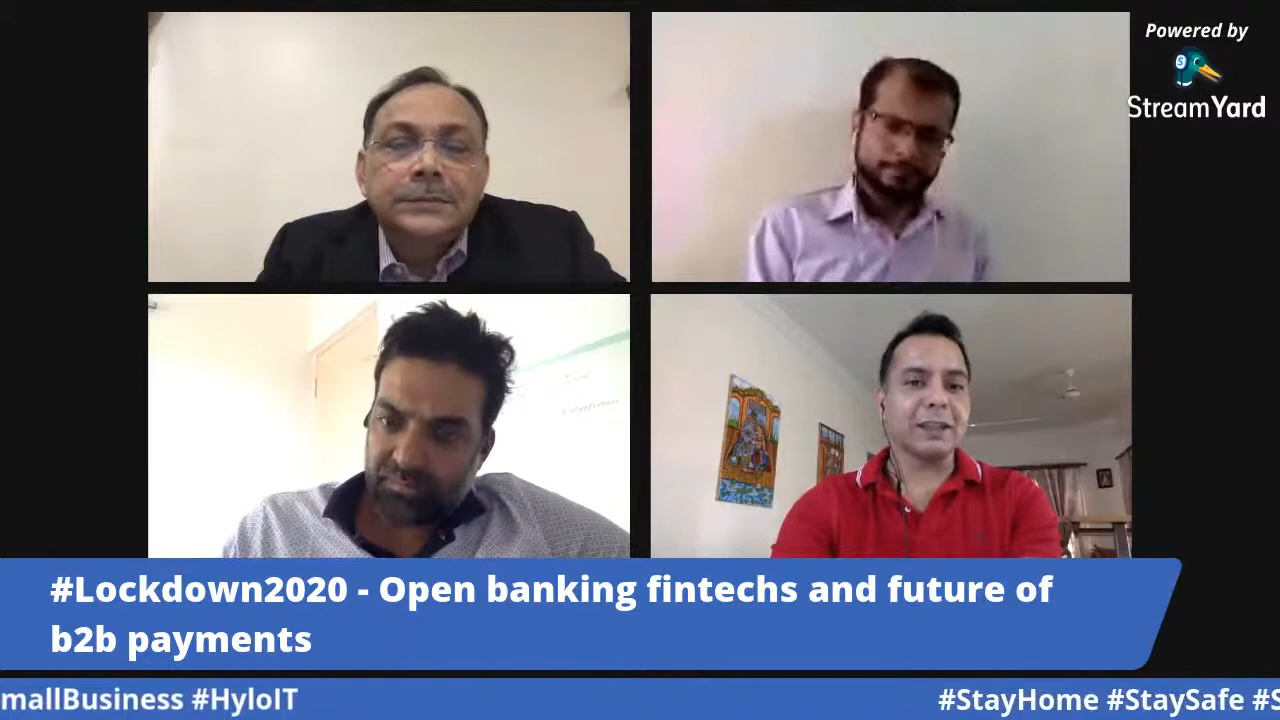 Powered by
StreamYard
#Lockdown2020 - Open banking fintechs and future of
b2b payments
mallBusiness #HyloIT
#StayHome #StaySafe #S